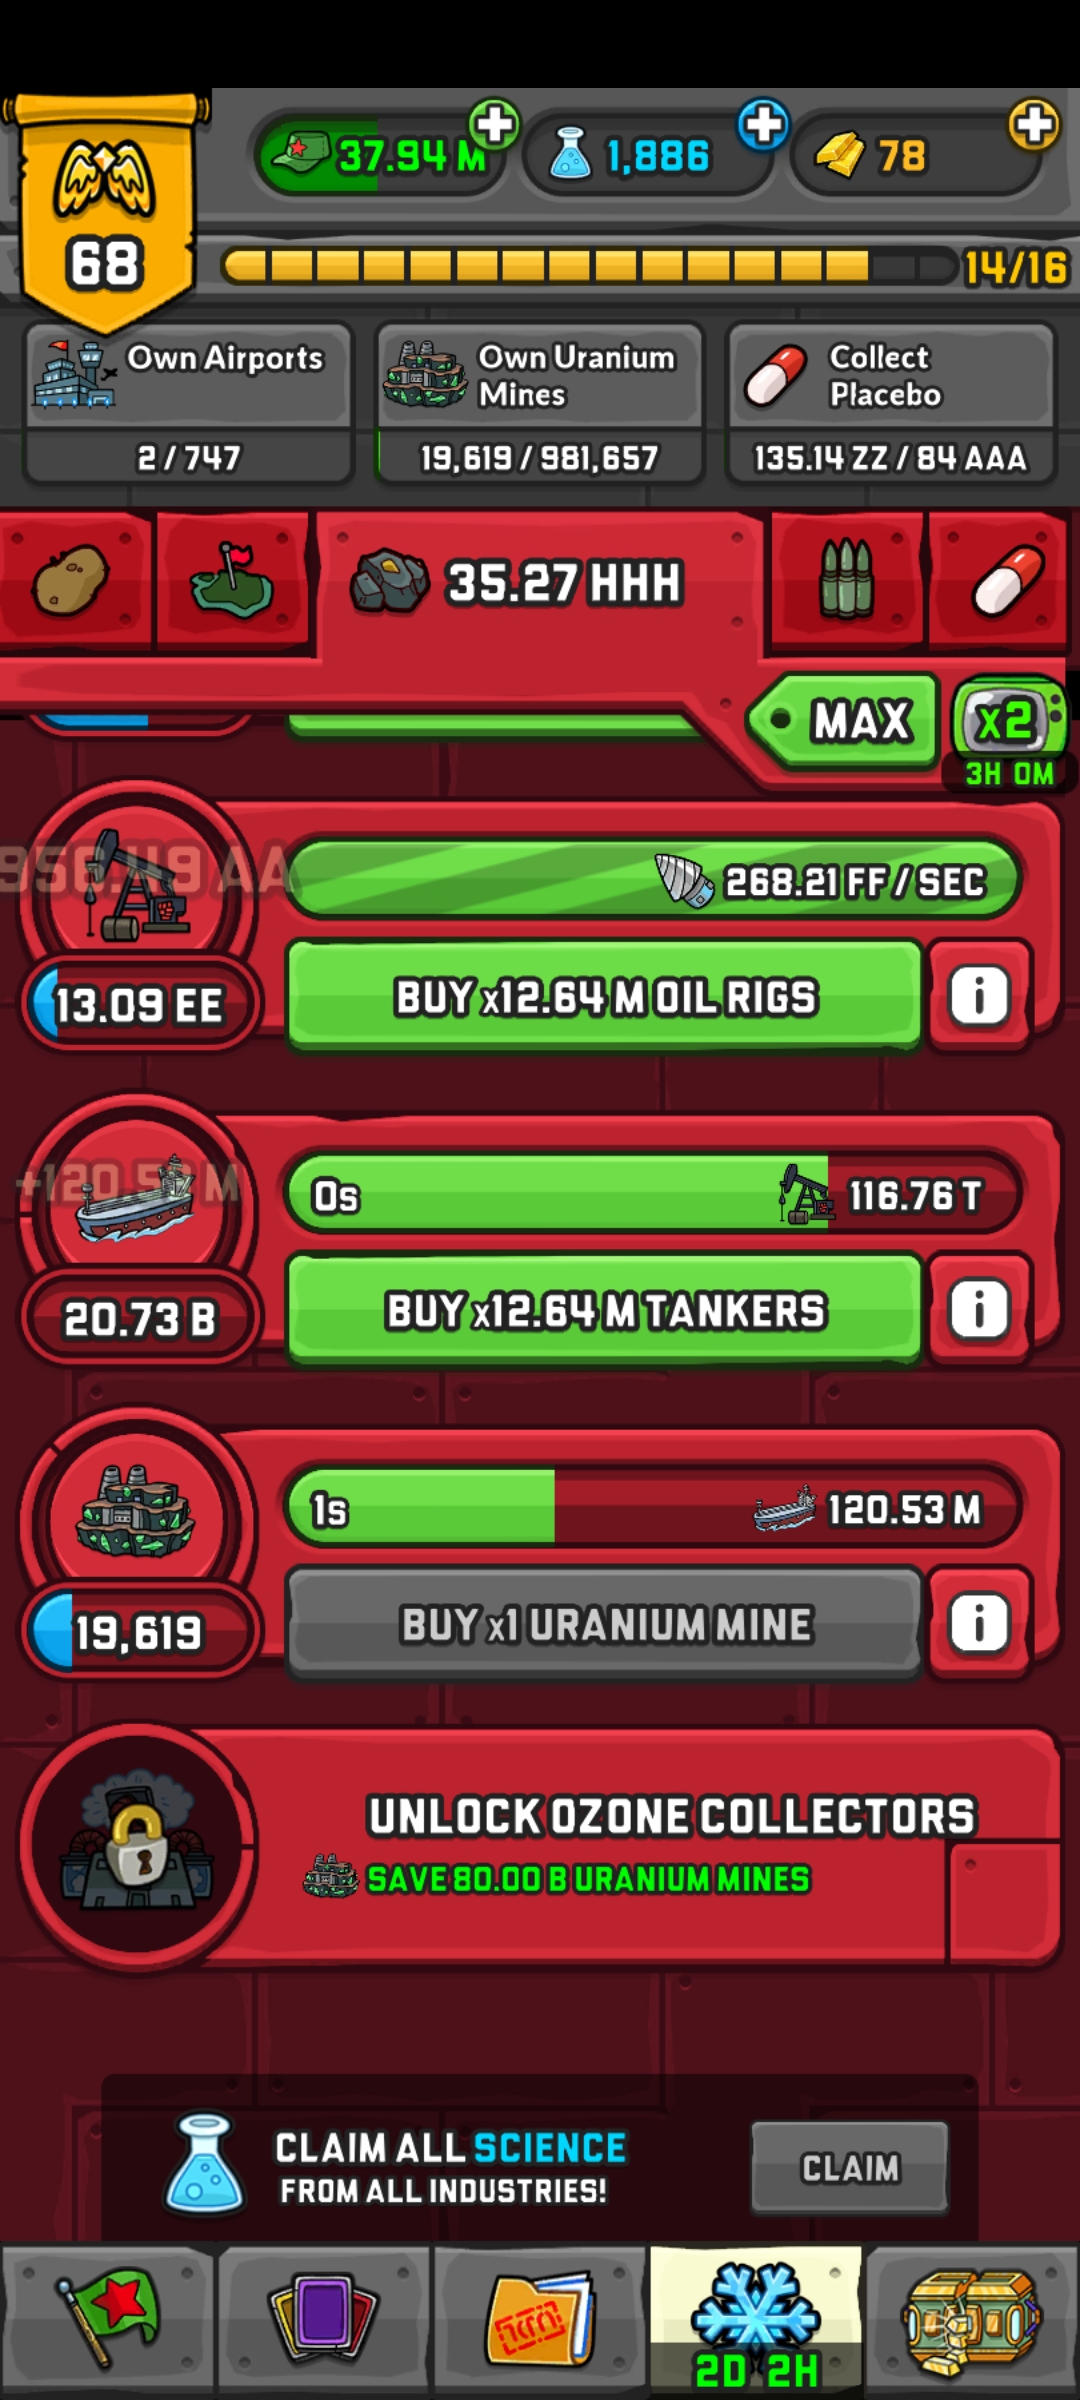 37.94 M
1,886
78
68
14/16
Own Airports
2 / 747
Own Uranium
Mines
19,619 / 981,657
Collect
Placebo
135.14 ZZ / 84 AAA
35.27 HHH
MAX
x2
3H 0M
268.21 FF / SEC
13.09 EE
BUY x12.64 M OIL RIGS
i
+120.53 M
0s
116.76 T
20.73 B
BUY x12.64 M TANKERS
i
1s
120.53 M
19,619
BUY x1 URANIUM MINE
i
UNLOCK OZONE COLLECTORS
SAVE 80.00 B URANIUM MINES
CLAIM ALL SCIENCE
FROM ALL INDUSTRIES!
CLAIM
2D 2H